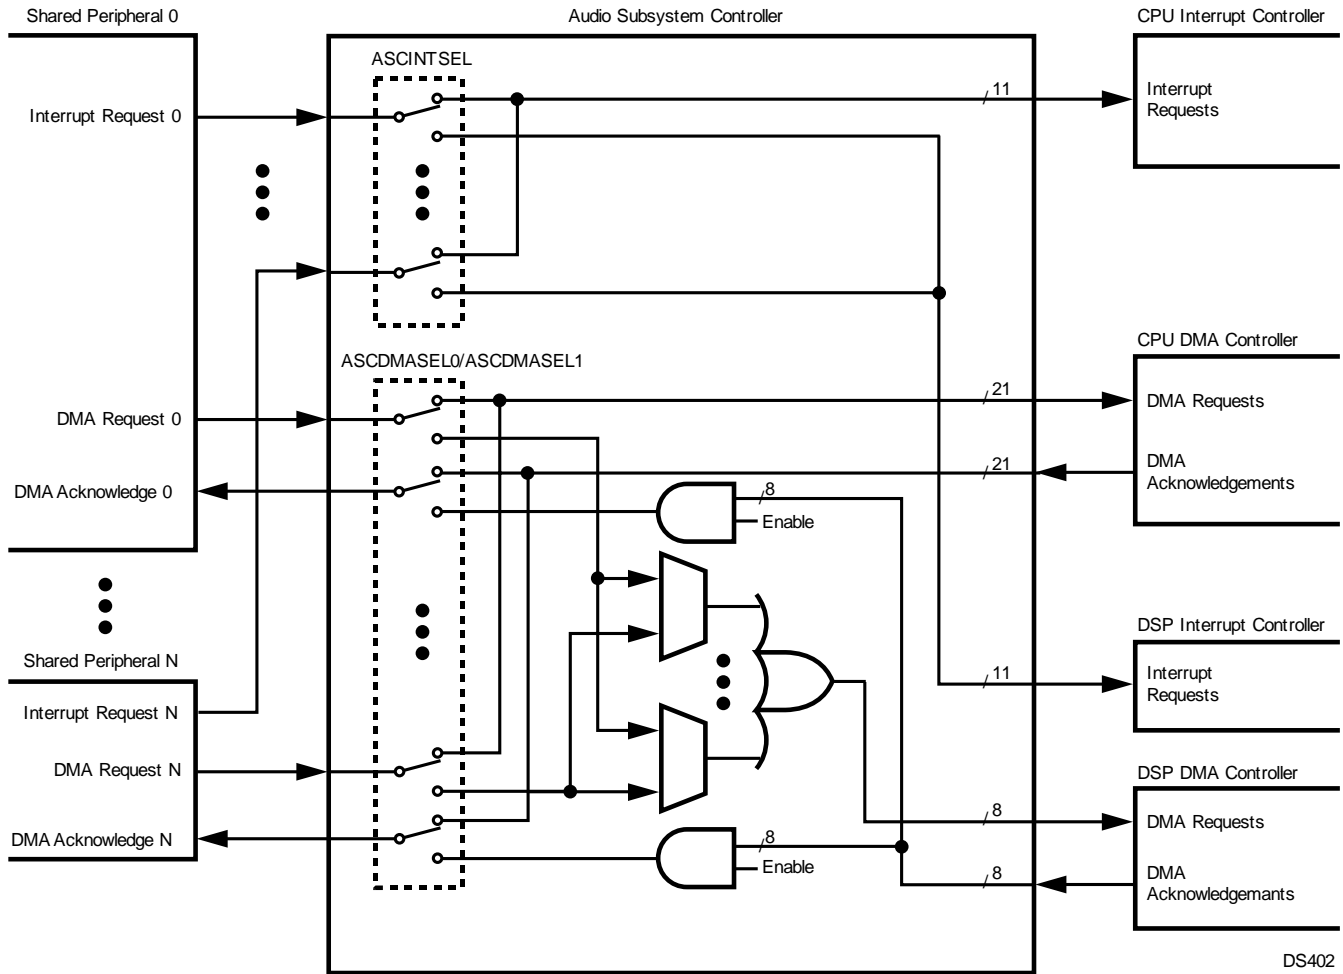 Shared Peripheral 0
Audio Subsystem Controller
CPU Interrupt Controller
ASCINTSEL
Interrupt Request 0
11
Interrupt
Requests
ASCDMASEL0/ASCDMASEL1
CPU DMA Controller
DMA Request 0
21
DMA Requests
DMA Acknowledge 0
21
DMA
Acknowledgements
8
Enable
Shared Peripheral N
DSP Interrupt Controller
Interrupt Request N
11
Interrupt
Requests
DMA Request N
DSP DMA Controller
8
DMA Requests
DMA Acknowledge N
8
Enable
8
DMA
Acknowledgemants
DS402